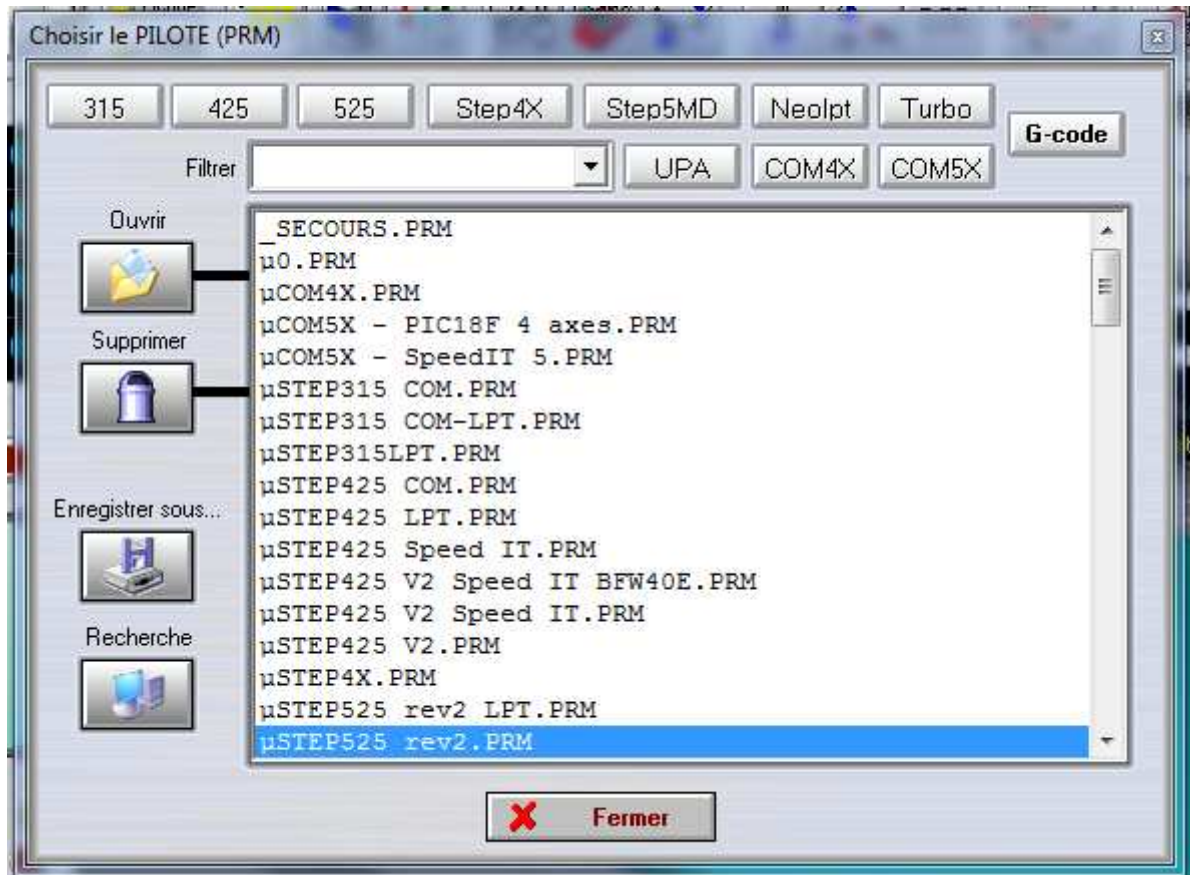 Choisir le PILOTE (PRM)
315 425 525 Step4X Step5MD NeoIpt Turbo
G-code
Filtrer UPA COM4X COM5X
Ouvrir
Supprimer
Enregistrer sous...
Recherche
_SECOURS.PRM
µ0.PRM
µCOM4X.PRM
µCOM5X - PIC18F 4 axes.PRM
µCOM5X - SpeedIT 5.PRM
µSTEP315 COM.PRM
µSTEP315 COM-LPT.PRM
µSTEP315LPT.PRM
µSTEP425 COM.PRM
µSTEP425 LPT.PRM
µSTEP425 Speed IT.PRM
µSTEP425 V2 Speed IT BFW40E.PRM
µSTEP425 V2 Speed IT.PRM
µSTEP425 V2.PRM
µSTEP4X.PRM
µSTEP525 rev2 LPT.PRM
µSTEP525 rev2.PRM
Fermer